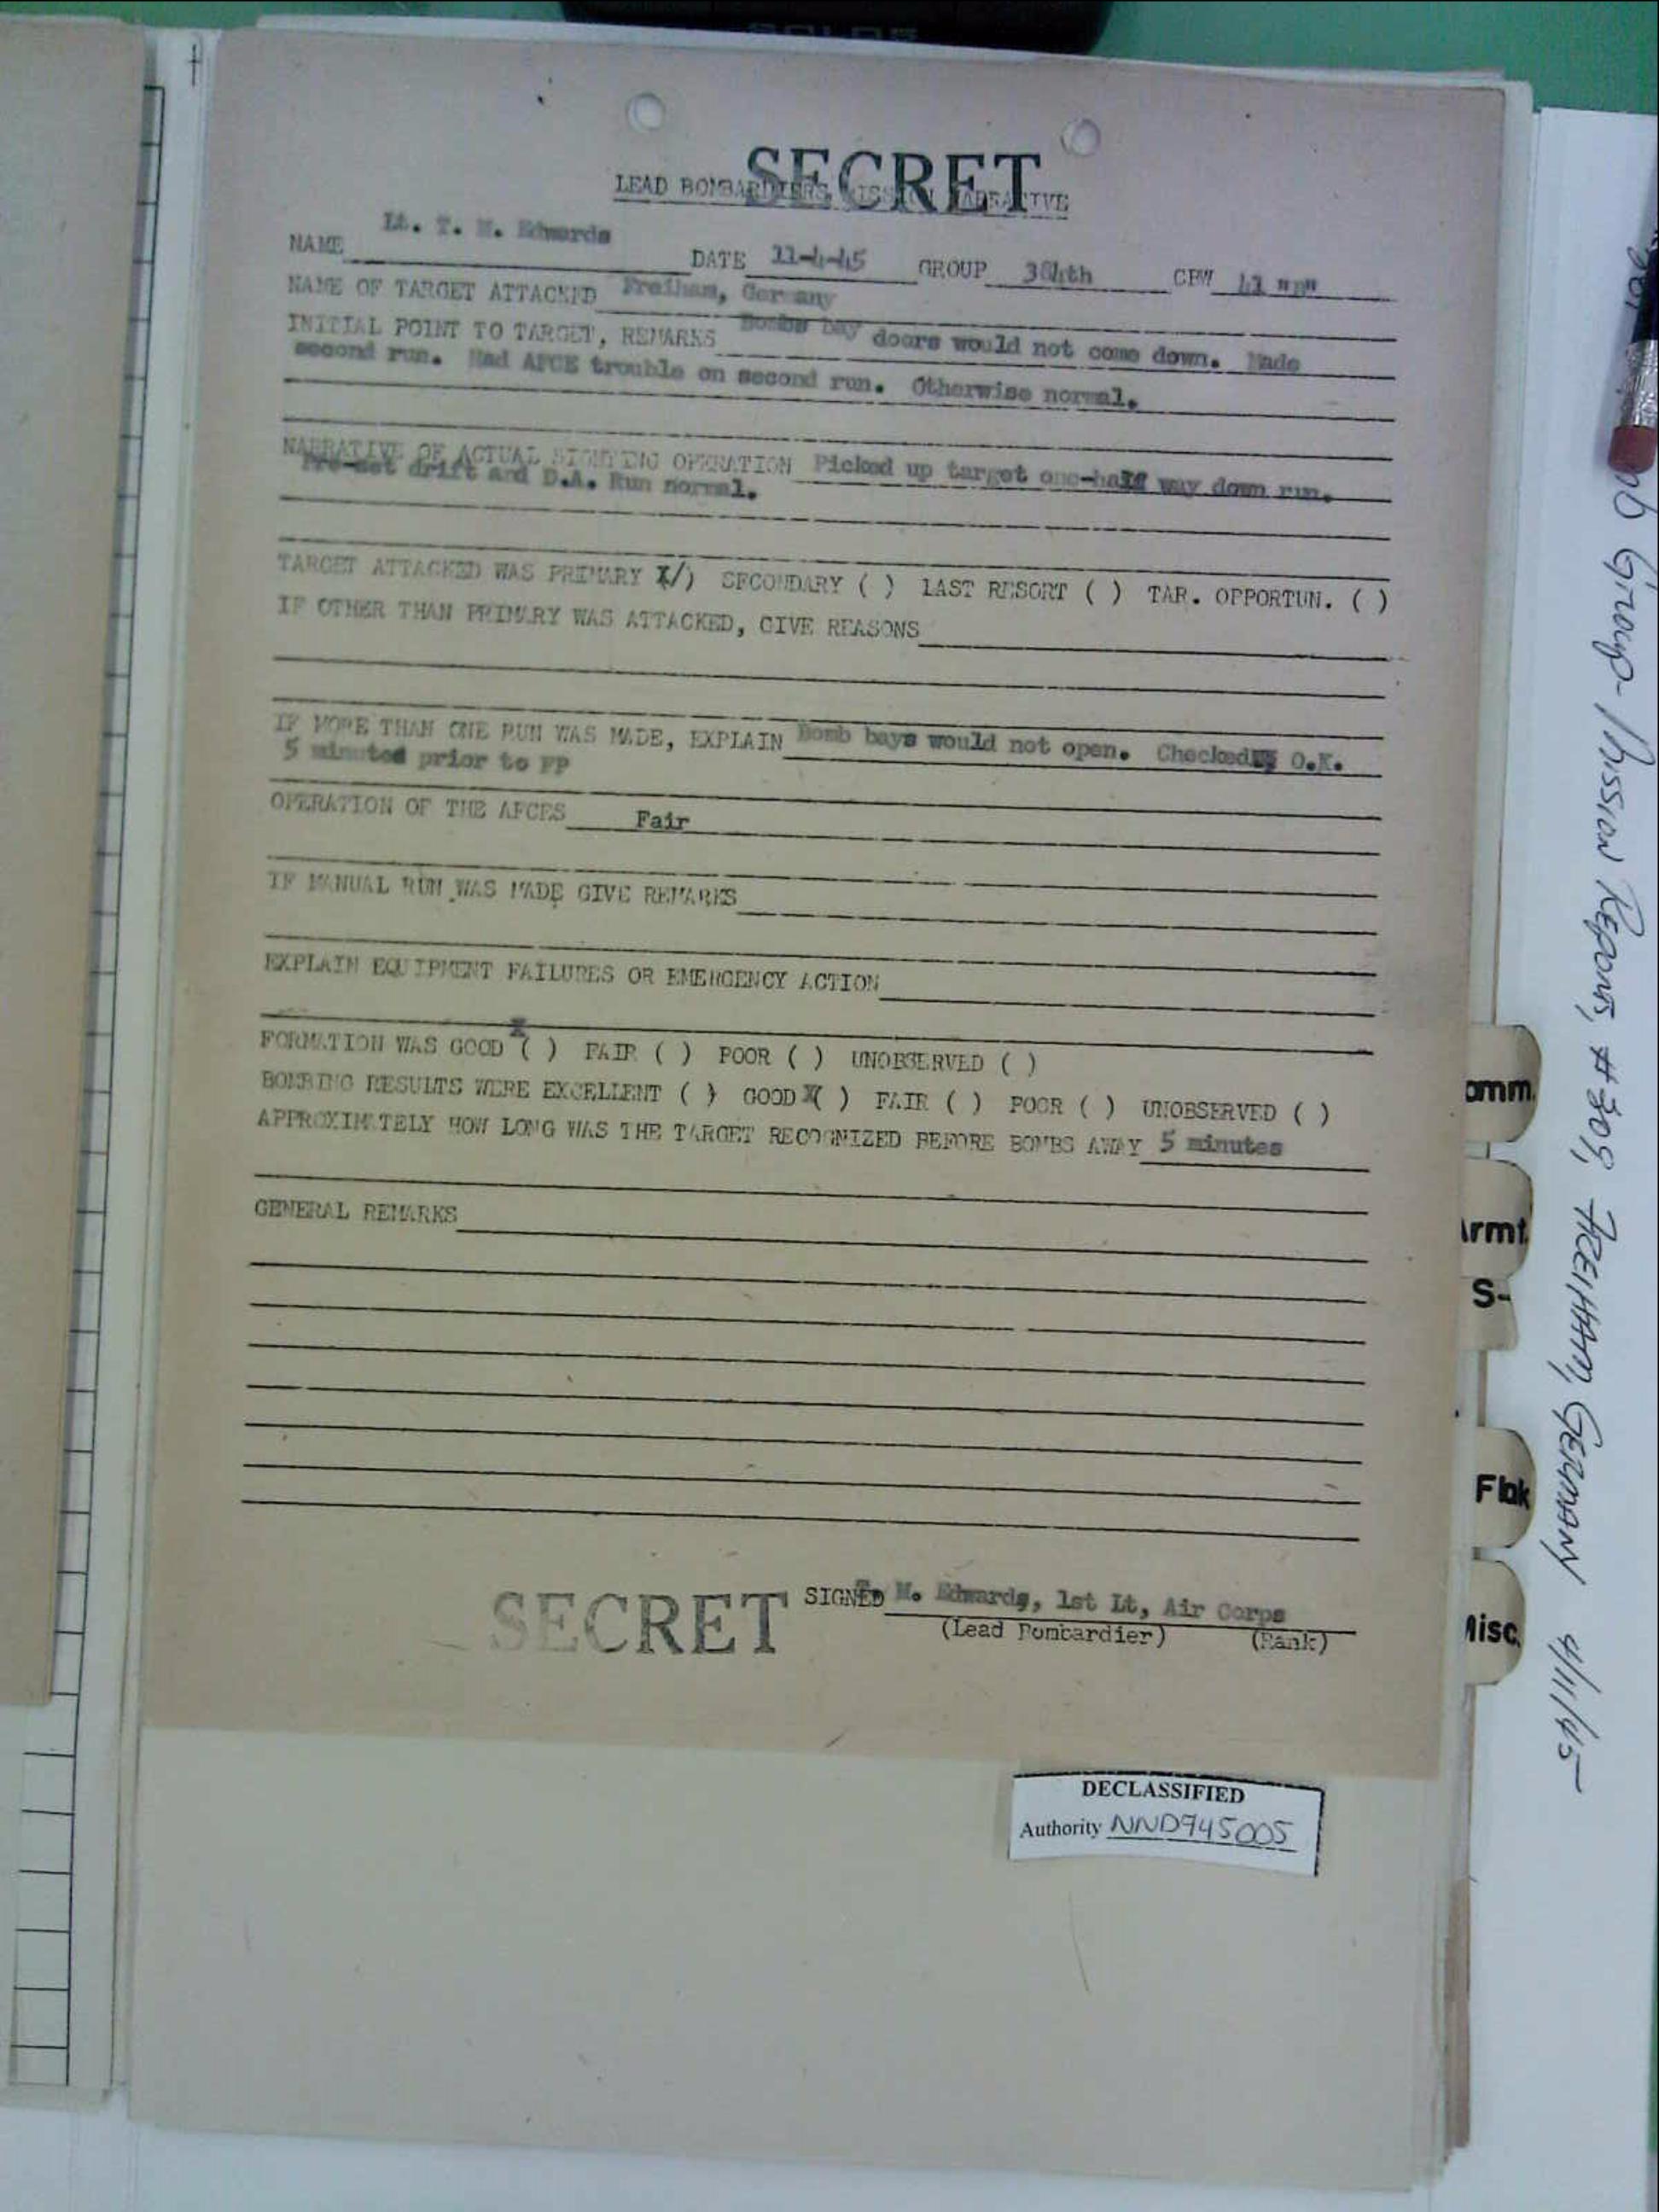 SECRET
LEAD BOMBARDIERS MISSION NARRATIVE
NAME Lt. T. M. Edwards DATE 11-4-45 GROUP 384th CBW 41 "B"
NAME OF TARGET ATTACKED Freiham, Germany
INITIAL POINT TO TARGET, REMARKS Bombs bay doors would not come down. Made
second run. Had AFCE trouble on second run. Otherwise normal.
NARRATIVE OF ACTUAL SIGHTING OPERATION Picked up target one-half way down run.
Pre-set drift and D.A. Run normal.
TARGET ATTACKED WAS PRIMARY (X) SECONDARY ( ) LAST RESORT ( ) TAR. OPPORTUN. ( )
IF OTHER THAN PRIMARY WAS ATTACKED, GIVE REASONS
IF MORE THAN ONE RUN WAS MADE, EXPLAIN Bomb bays would not open. Checked O.K.
5 minuted prior to
OPERATION OF THE AFCES Fair
IF MANUAL RUN WAS MADE GIVE REMARKS
EXPLAIN EQUIPMENT FAILURES OR EMERGENCY ACTION
FORMATION WAS GOOD X( ) FAIR ( ) POOR ( ) UNOBSERVED ( )
BOMBING RESULTS WERE EXCELLENT ( ) GOOD X( ) FAIR ( ) POOR ( ) UNOBSERVED ( )
APPROXIMATELY HOW LONG WAS THE TARGET RECOGNIZED BEFORE BOMBS AWAY 5 minutes
GENERAL REMARKS
SECRET
SIGNED T. M. Edwards, 1st Lt, Air Corps
(Lead Bombardier) (Rank)
DECLASSIFIED
Authority NND945005
omm.
Armt.
S-
Flak
Misc.
Group- Mission Reports, #309, FREIHAM, GERMANY 4/11/45